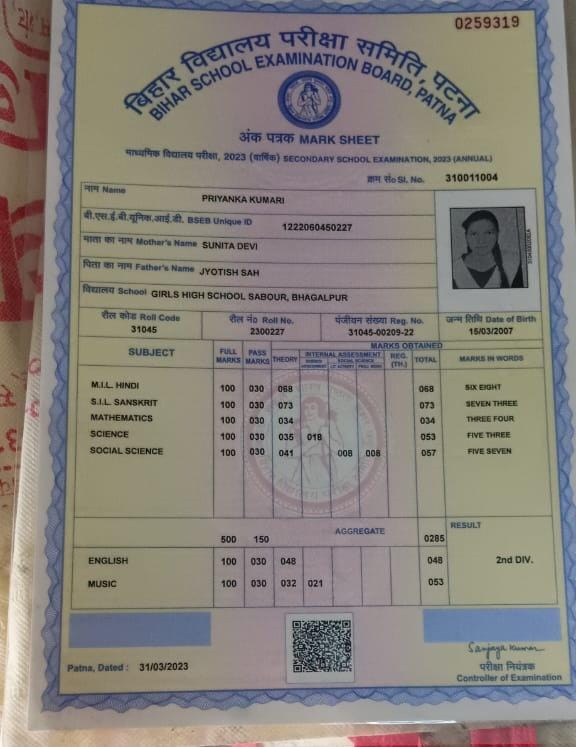 0259319
बिहार विद्यालय परीक्षा समिति, पटना
BIHAR SCHOOL EXAMINATION BOARD, PATNA
अंक पत्रक MARK SHEET
माध्यमिक विद्यालय परीक्षा, 2023 (वार्षिक) SECONDARY SCHOOL EXAMINATION, 2023 (ANNUAL)
क्रम सं० Sl. No. 310011004
नाम Name PRIYANKA KUMARI
बी.एस.ई.बी.यूनिक.आई.डी. BSEB Unique ID 1222060450227
माता का नाम Mother's Name SUNITA DEVI
पिता का नाम Father's Name JYOTISH SAH
विद्यालय School GIRLS HIGH SCHOOL SABOUR, BHAGALPUR
रौल कोड Roll Code रौल नं० Roll No. पंजीयन संख्या Reg. No. जन्म तिथि Date of Birth
31045 2300227 31045-00209-22 15/03/2007
MARKS OBTAINED
SUBJECT FULL MARKS PASS MARKS THEORY INTERNAL ASSESSMENT REG. (TH.) TOTAL MARKS IN WORDS
M.I.L. HINDI 100 030 068 068 SIX EIGHT
S.I.L. SANSKRIT 100 030 073 073 SEVEN THREE
MATHEMATICS 100 030 034 034 THREE FOUR
SCIENCE 100 030 035 018 053 FIVE THREE
SOCIAL SCIENCE 100 030 041 008 008 057 FIVE SEVEN
500 150 AGGREGATE 0285 RESULT
ENGLISH 100 030 048 048 2nd DIV.
MUSIC 100 030 032 021 053
Sanjaya Kumar
Patna, Dated : 31/03/2023
परीक्षा नियंत्रक
Controller of Examination